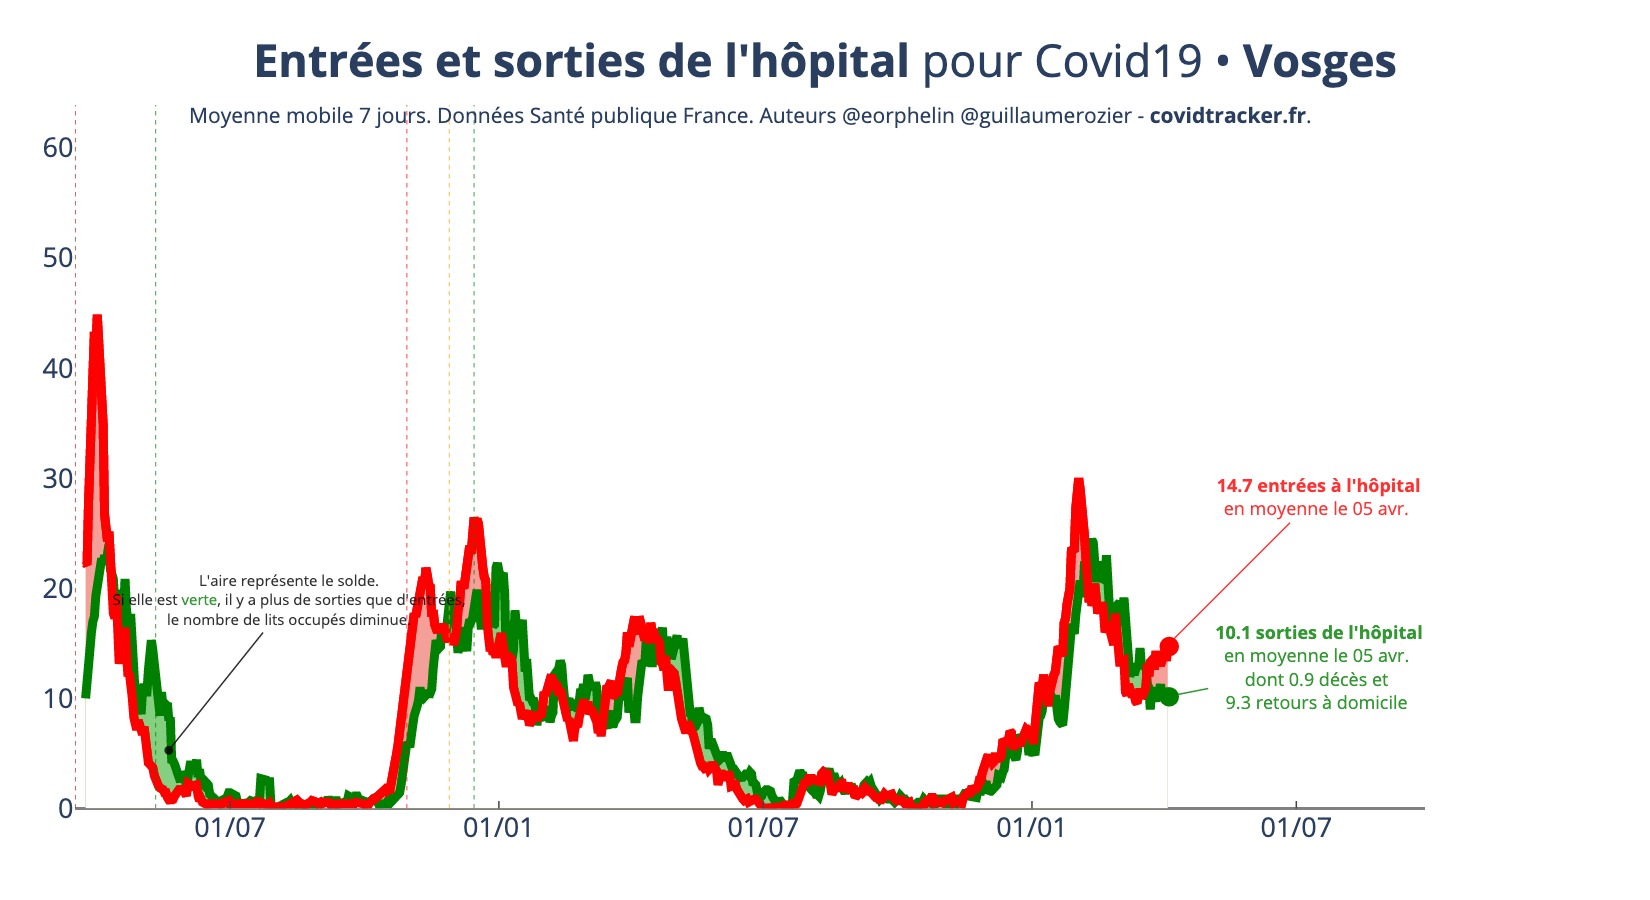 Entrées et sorties de l'hôpital pour Covid19 • Vosges
Moyenne mobile 7 jours. Données Santé publique France. Auteurs @eorphelin @guillaumerozier - covidtracker.fr.
60
50
40
30
20
10
0
14.7 entrées à l'hôpital
en moyenne le 05 avr.
L'aire représente le solde.
Si elle est verte, il y a plus de sorties que d'entrées,
le nombre de lits occupés diminue.
10.1 sorties de l'hôpital
en moyenne le 05 avr.
dont 0.9 décès et
9.3 retours à domicile
01/07
01/01
01/07
01/01
01/07